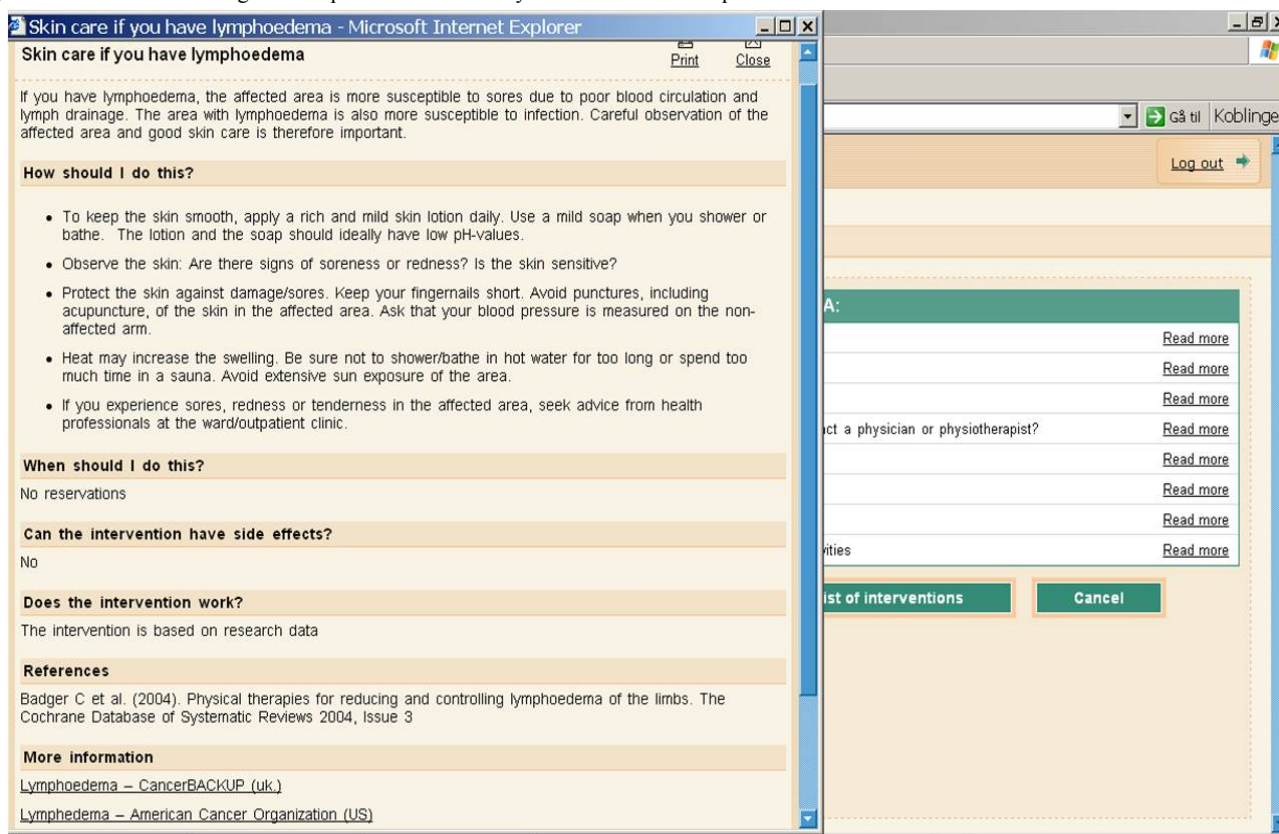 Skin care if you have lymphoedema - Microsoft Internet Explorer
Skin care if you have lymphoedema
Print Close
If you have lymphoedema, the affected area is more susceptible to sores due to poor blood circulation and
lymph drainage. The area with lymphoedema is also more susceptible to infection. Careful observation of the
affected area and good skin care is therefore important.
How should I do this?
• To keep the skin smooth, apply a rich and mild skin lotion daily. Use a mild soap when you shower or
bathe. The lotion and the soap should ideally have low pH-values.
• Observe the skin: Are there signs of soreness or redness? Is the skin sensitive?
• Protect the skin against damage/sores. Keep your fingernails short. Avoid punctures, including
acupuncture, of the skin in the affected area. Ask that your blood pressure is measured on the non-
affected arm.
• Heat may increase the swelling. Be sure not to shower/bathe in hot water for too long or spend too
much time in a sauna. Avoid extensive sun exposure of the area.
• If you experience sores, redness or tenderness in the affected area, seek advice from health
professionals at the ward/outpatient clinic.
When should I do this?
No reservations
Can the intervention have side effects?
No
Does the intervention work?
The intervention is based on research data
References
Badger C et al. (2004). Physical therapies for reducing and controlling lymphoedema of the limbs. The
Cochrane Database of Systematic Reviews 2004, Issue 3
More information
Lymphoedema – CancerBACKUP (uk.)
Lymphedema – American Cancer Organization (US)
Gå til Koblinge
Log out
A:
Read more
Read more
Read more
act a physician or physiotherapist? Read more
Read more
Read more
Read more
vities Read more
ist of interventions Cancel